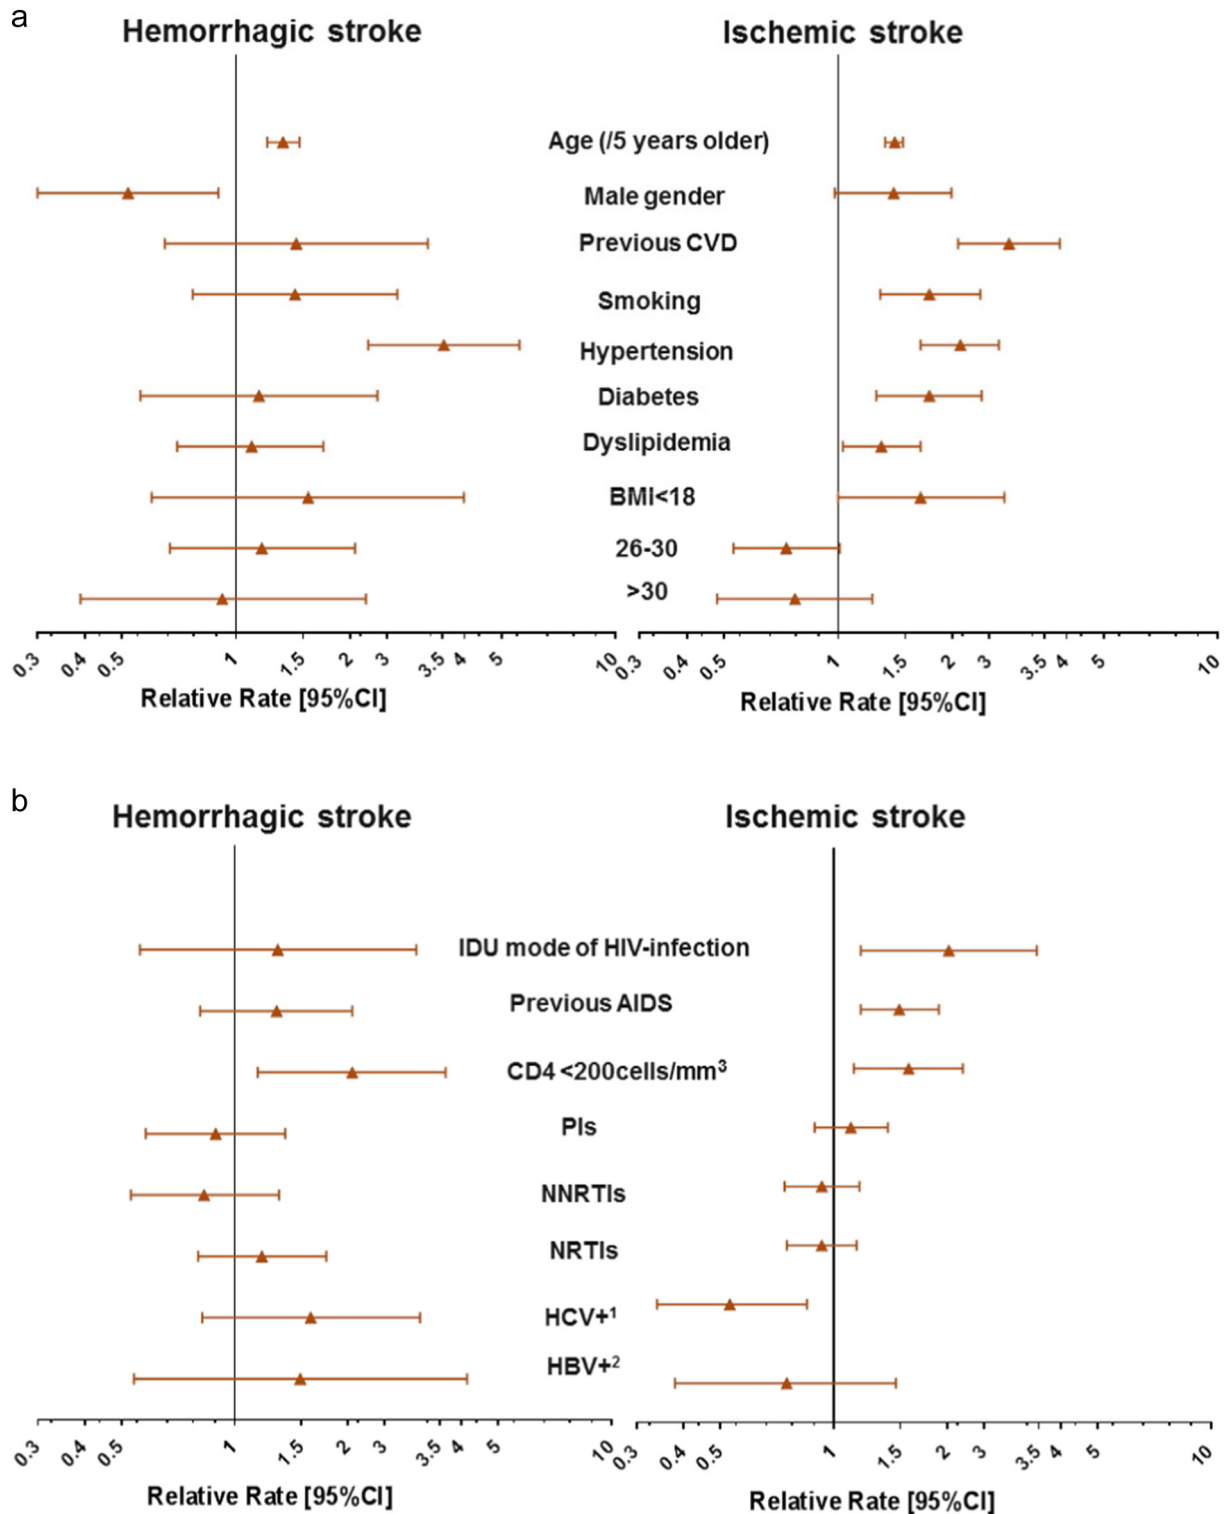 a
Hemorrhagic stroke
Ischemic stroke
Age (/5 years older)
Male gender
Previous CVD
Smoking
Hypertension
Diabetes
Dyslipidemia
BMI<18
26-30
>30
0.3 0.4 0.5 1 1.5 2 3 3.5 4 5 10
0.3 0.4 0.5 1 1.5 2 3 3.5 4 5 10
Relative Rate [95%CI]
Relative Rate [95%CI]
b
Hemorrhagic stroke
Ischemic stroke
IDU mode of HIV-infection
Previous AIDS
CD4 <200cells/mm³
PIs
NNRTIs
NRTIs
HCV+¹
HBV+²
0.3 0.4 0.5 1 1.5 2 3 3.5 4 5 10
0.3 0.4 0.5 1 1.5 2 3 3.5 4 5 10
Relative Rate [95%CI]
Relative Rate [95%CI]